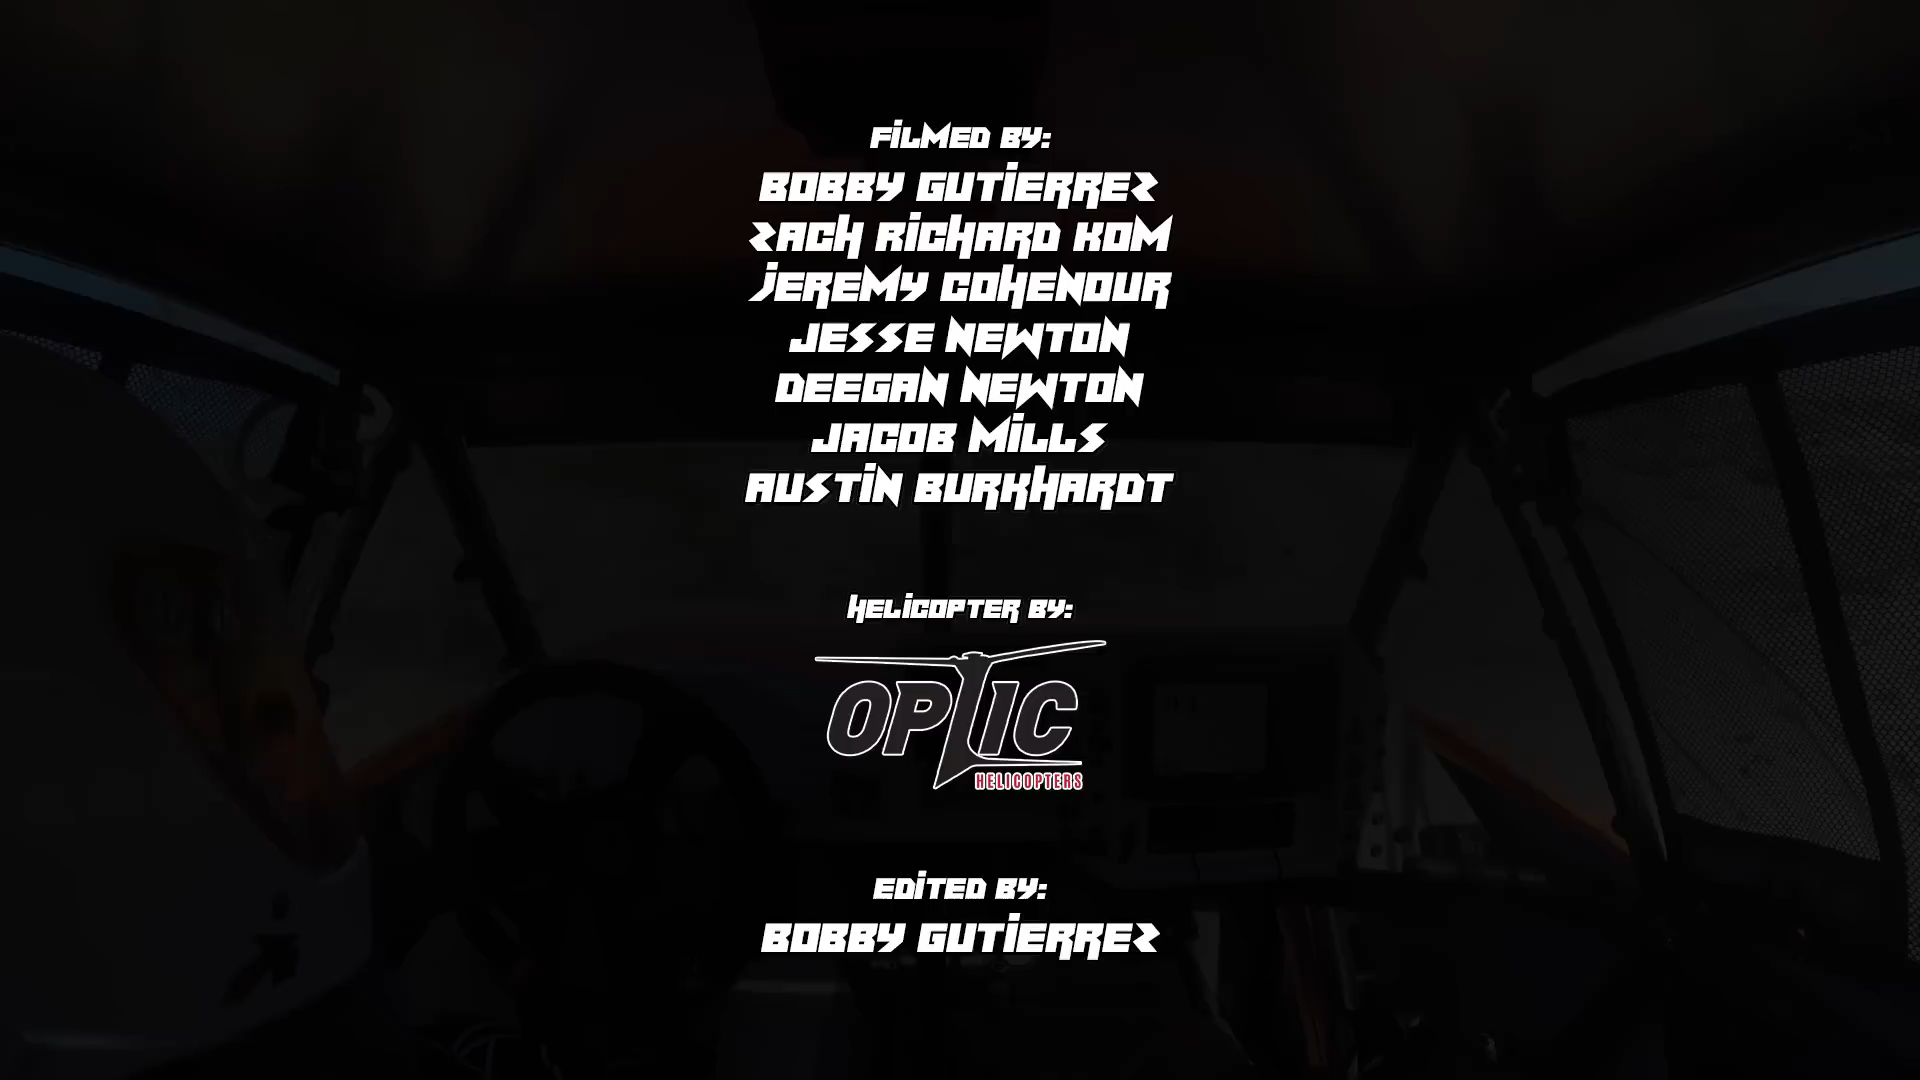 FILMED BY:
BOBBY GUTIERREZ
ZACH RICHARD KOM
JEREMY COHENOUR
JESSE NEWTON
DEEGAN NEWTON
JACOB MILLS
AUSTIN BURKHARDT
HELICOPTER BY:
OPTIC
HELICOPTERS
EDITED BY:
BOBBY GUTIERREZ